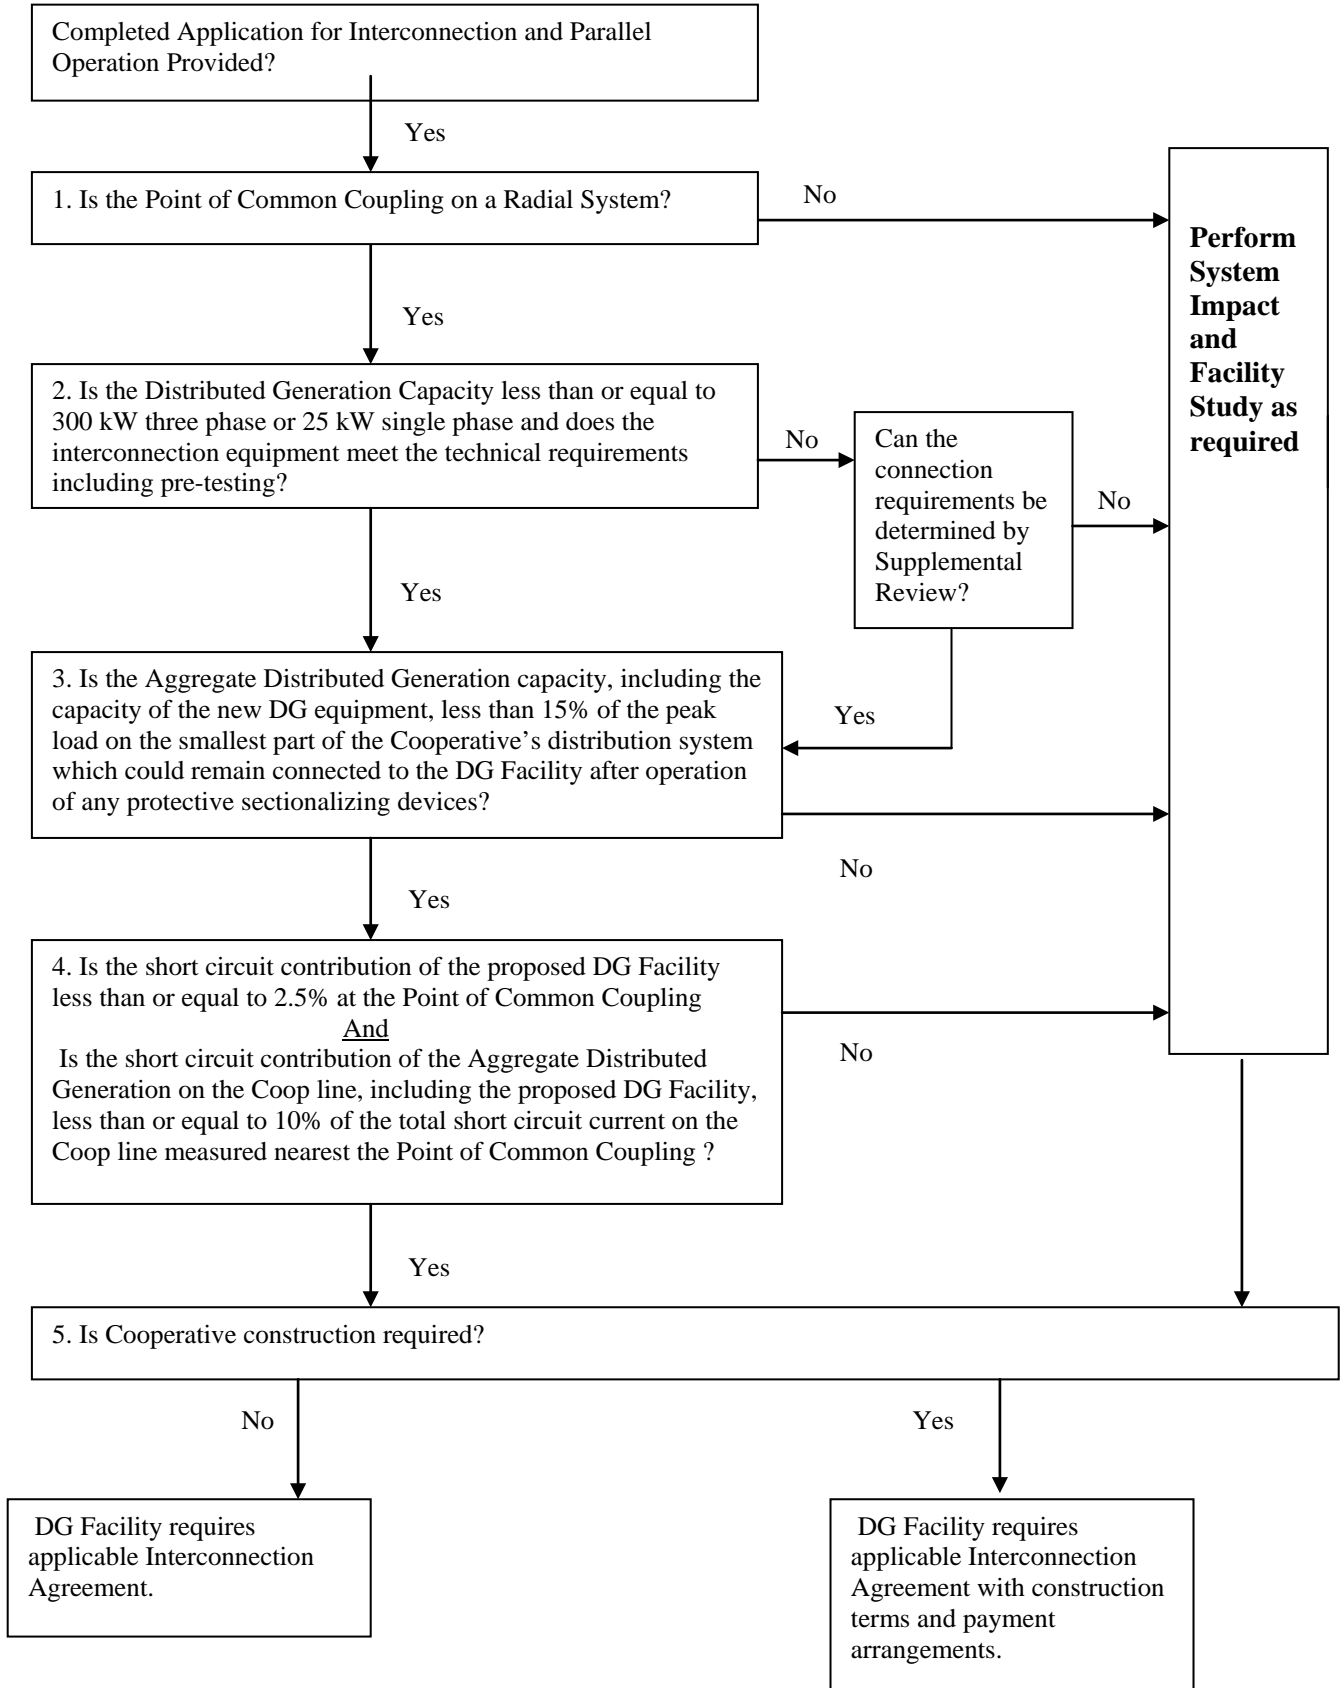 Completed Application for Interconnection and Parallel
Operation Provided?
Yes
1. Is the Point of Common Coupling on a Radial System?
No
Perform
System
Impact
and
Facility
Study as
required
Yes
2. Is the Distributed Generation Capacity less than or equal to
300 kW three phase or 25 kW single phase and does the
interconnection equipment meet the technical requirements
including pre-testing?
No
Can the
connection
requirements be
determined by
Supplemental
Review?
No
Yes
Yes
3. Is the Aggregate Distributed Generation capacity, including the
capacity of the new DG equipment, less than 15% of the peak
load on the smallest part of the Cooperative’s distribution system
which could remain connected to the DG Facility after operation
of any protective sectionalizing devices?
No
Yes
4. Is the short circuit contribution of the proposed DG Facility
less than or equal to 2.5% at the Point of Common Coupling
And
Is the short circuit contribution of the Aggregate Distributed
Generation on the Coop line, including the proposed DG Facility,
less than or equal to 10% of the total short circuit current on the
Coop line measured nearest the Point of Common Coupling ?
No
Yes
5. Is Cooperative construction required?
No
Yes
DG Facility requires
applicable Interconnection
Agreement.
DG Facility requires
applicable Interconnection
Agreement with construction
terms and payment
arrangements.